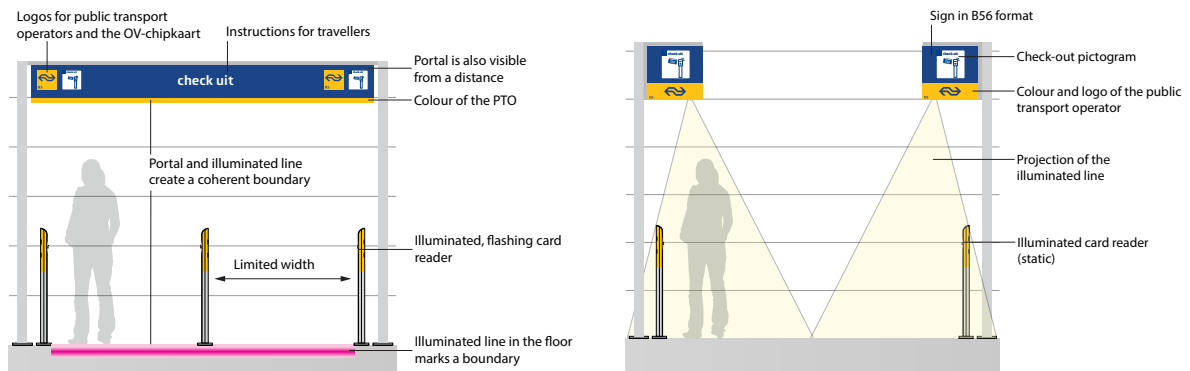 Logos for public transport
operators and the OV-chipkaart
Instructions for travellers
Portal is also visible
from a distance
Colour of the PTO
check uit
Portal and illuminated line
create a coherent boundary
Illuminated, flashing card
reader
Limited width
Illuminated line in the floor
marks a boundary
Sign in B56 format
Check-out pictogram
Colour and logo of the public
transport operator
Projection of the
illuminated line
Illuminated card reader
(static)